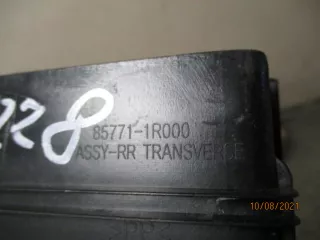 228
85771-1R000
ASSY-RR TRANSVERSE
10/08/2021